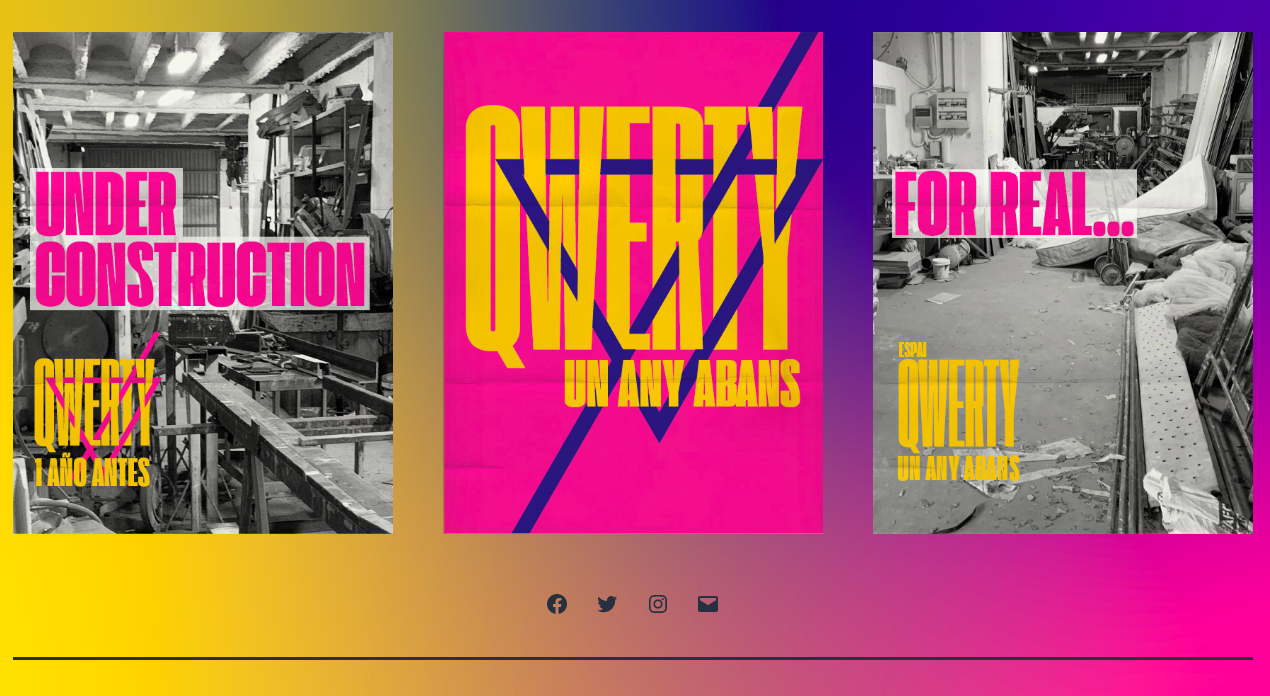 UNDER
CONSTRUCTION
QWERTY
1 AÑO ANTES
QWERTY
UN ANY ABANS
FOR REAL...
ESPAI
QWERTY
UN ANY ABANS